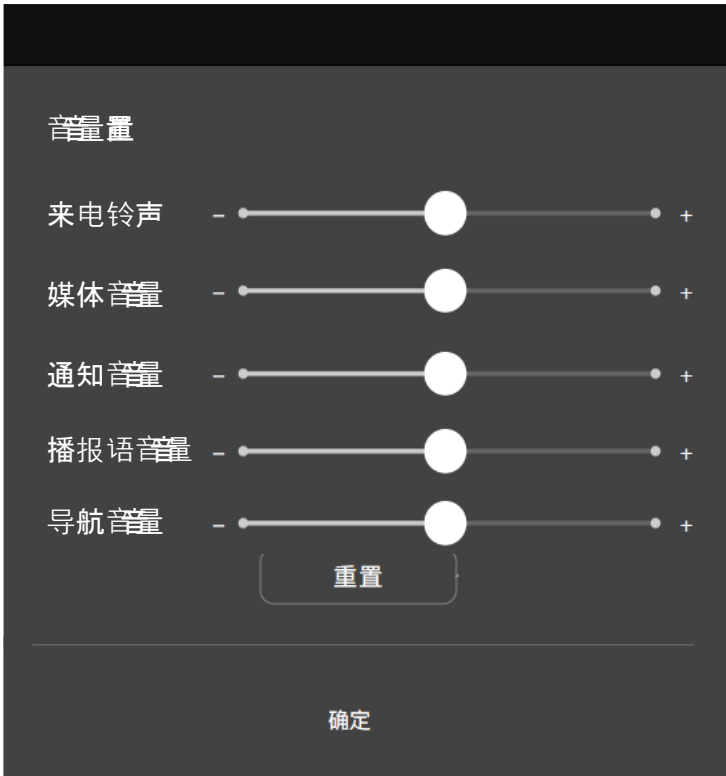 音量置
来电铃声 – +
媒体音量 – +
通知音量 – +
播报语音量 – +
导航音量 – +
重置
确定